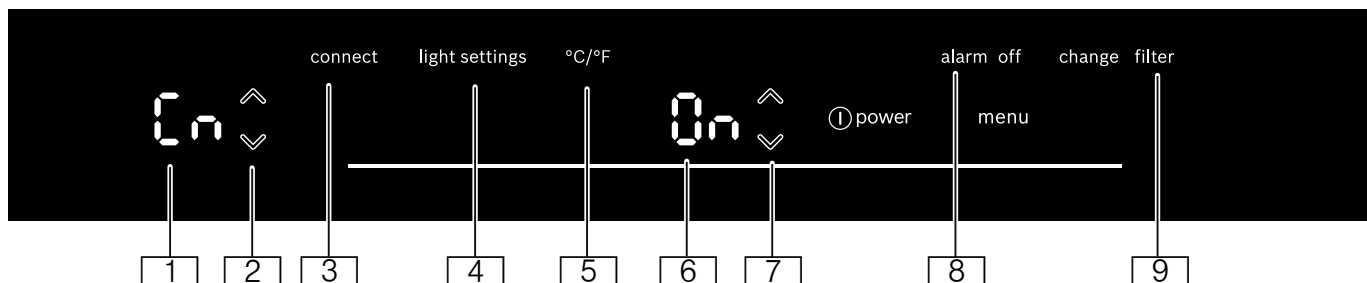 connect light settings °C/°F alarm off change filter
Cn On power menu
1 2 3 4 5 6 7 8 9